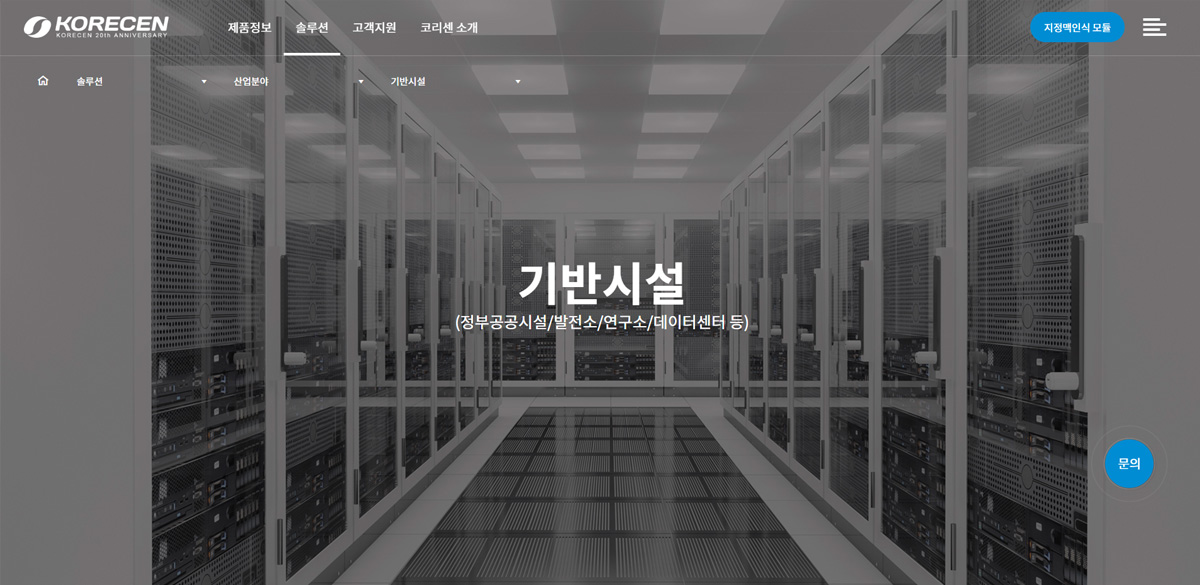 KORECEN
KORECEN 20th ANNIVERSARY
제품정보 솔루션 고객지원 코리센 소개
지정맥인식 모듈
솔루션 산업분야 기반시설
기반시설
(정부공공시설/발전소/연구소/데이터센터 등)
문의